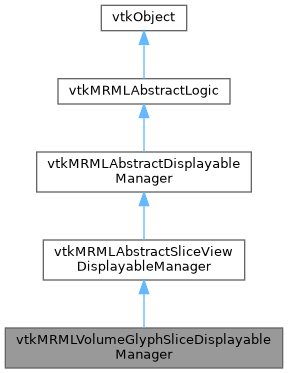 vtkObject
vtkMRMLAbstractLogic
vtkMRMLAbstractDisplayable
Manager
vtkMRMLAbstractSliceView
DisplayableManager
vtkMRMLVolumeGlyphSliceDisplayable
Manager